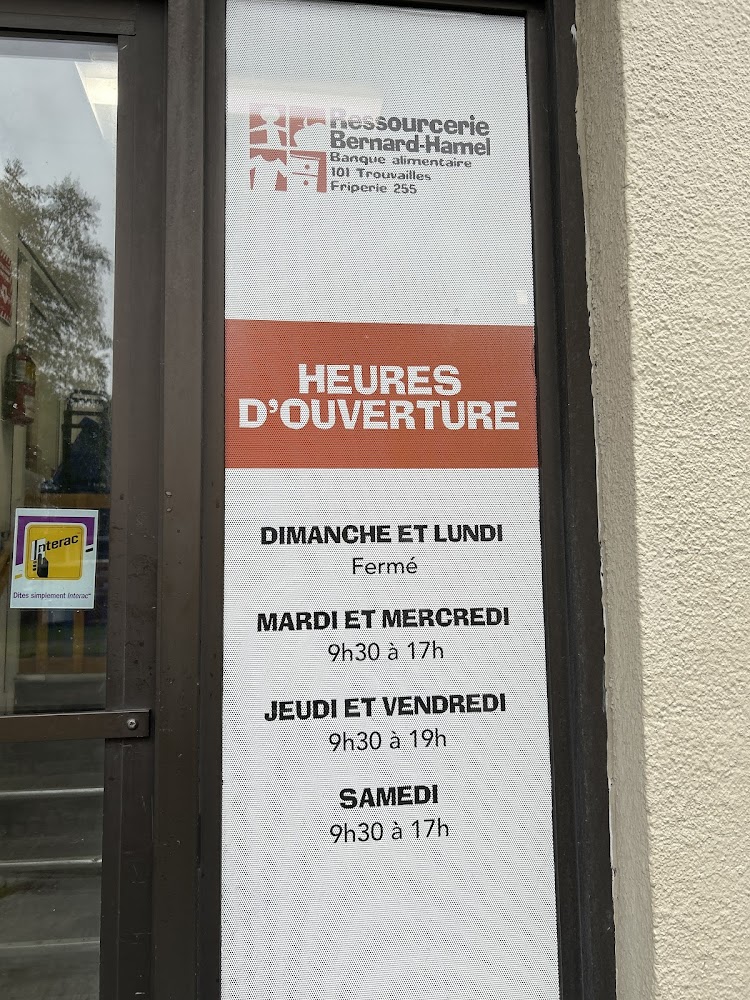 Ressourcerie
Bernard-Hamel
Banque alimentaire
101 Trouvailles
Friperie 255
HEURES
D'OUVERTURE
DIMANCHE ET LUNDI
Fermé
MARDI ET MERCREDI
9h30 à 17h
JEUDI ET VENDREDI
9h30 à 19h
SAMEDI
9h30 à 17h
Interac
Dites simplement Interac